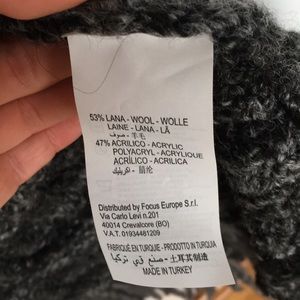 53% LANA - WOOL - WOLLE
LAINE - LANA - LÃ
صوف - 羊毛
47% ACRILICO - ACRYLIC
POLYACRYL - ACRYLIQUE
ACRÍLICO - ACRILICA
اكريليك - 腈纶
Distributed by Focus Europe S.r.l.
Via Carlo Levi n.201
40014 Crevalcore (BO)
V.A.T. 01934481209
FABRIQUÉ EN TURQUIE - PRODOTTO IN TURQUIA
صنع في تركيا - 土耳其制造
MADE IN TURKEY